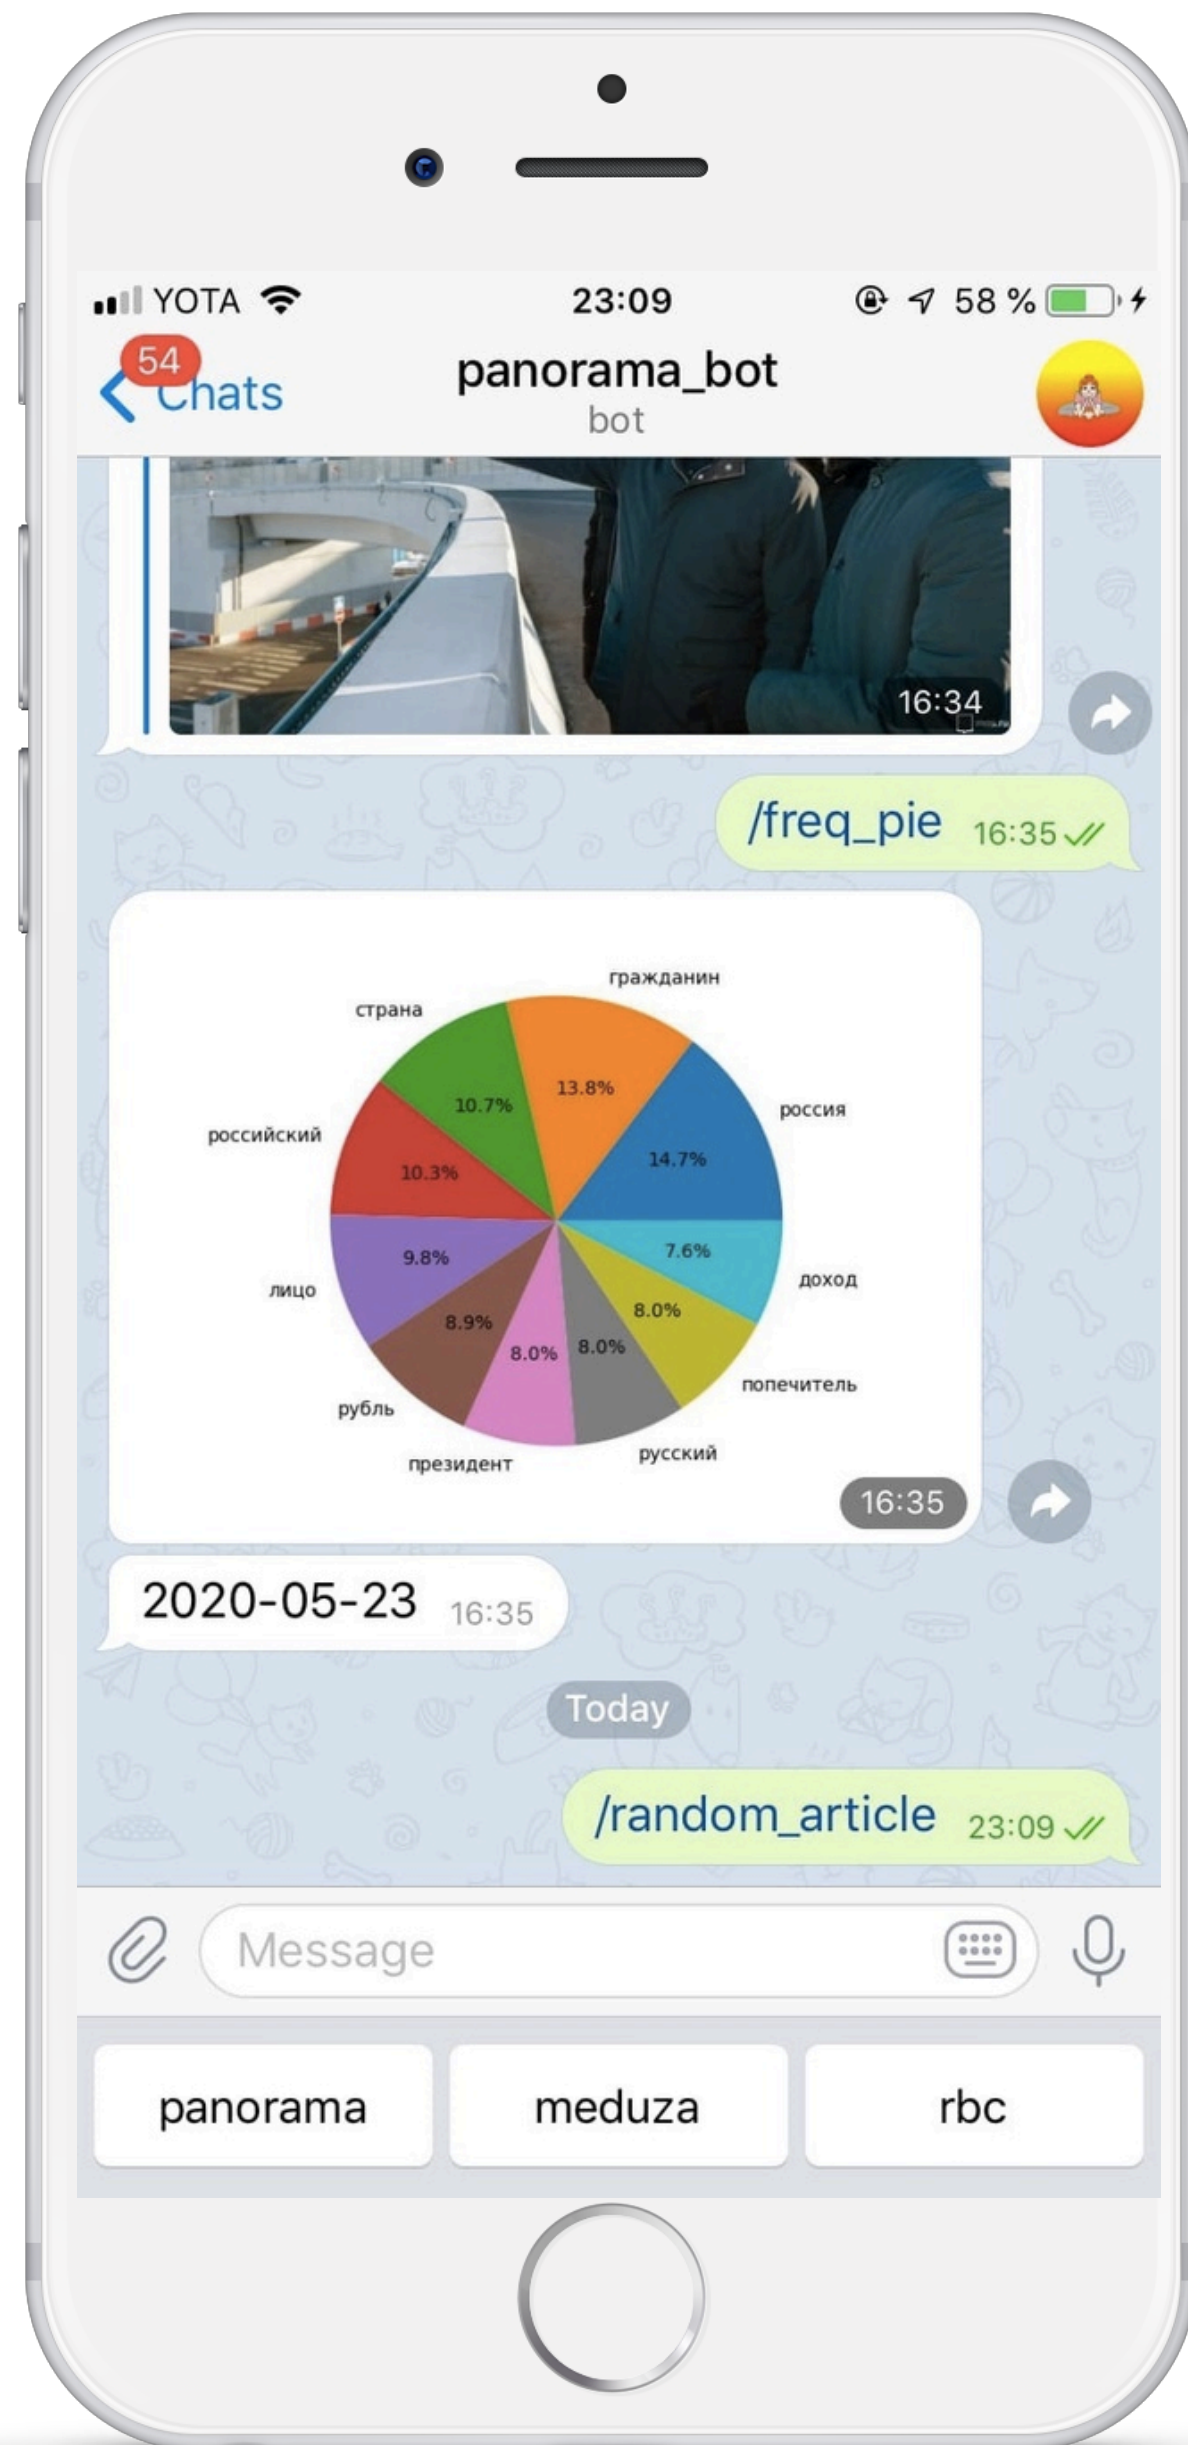 YOTA 23:09 58 %
54
Chats
panorama_bot
bot
16:34
/freq_pie 16:35
гражданин
страна
россия
российский
лицо
рубль
президент
русский
попечитель
доход
13.8%
10.7%
14.7%
10.3%
9.8%
8.9%
8.0%
8.0%
8.0%
7.6%
16:35
2020-05-23 16:35
Today
/random_article 23:09
Message
panorama meduza rbc